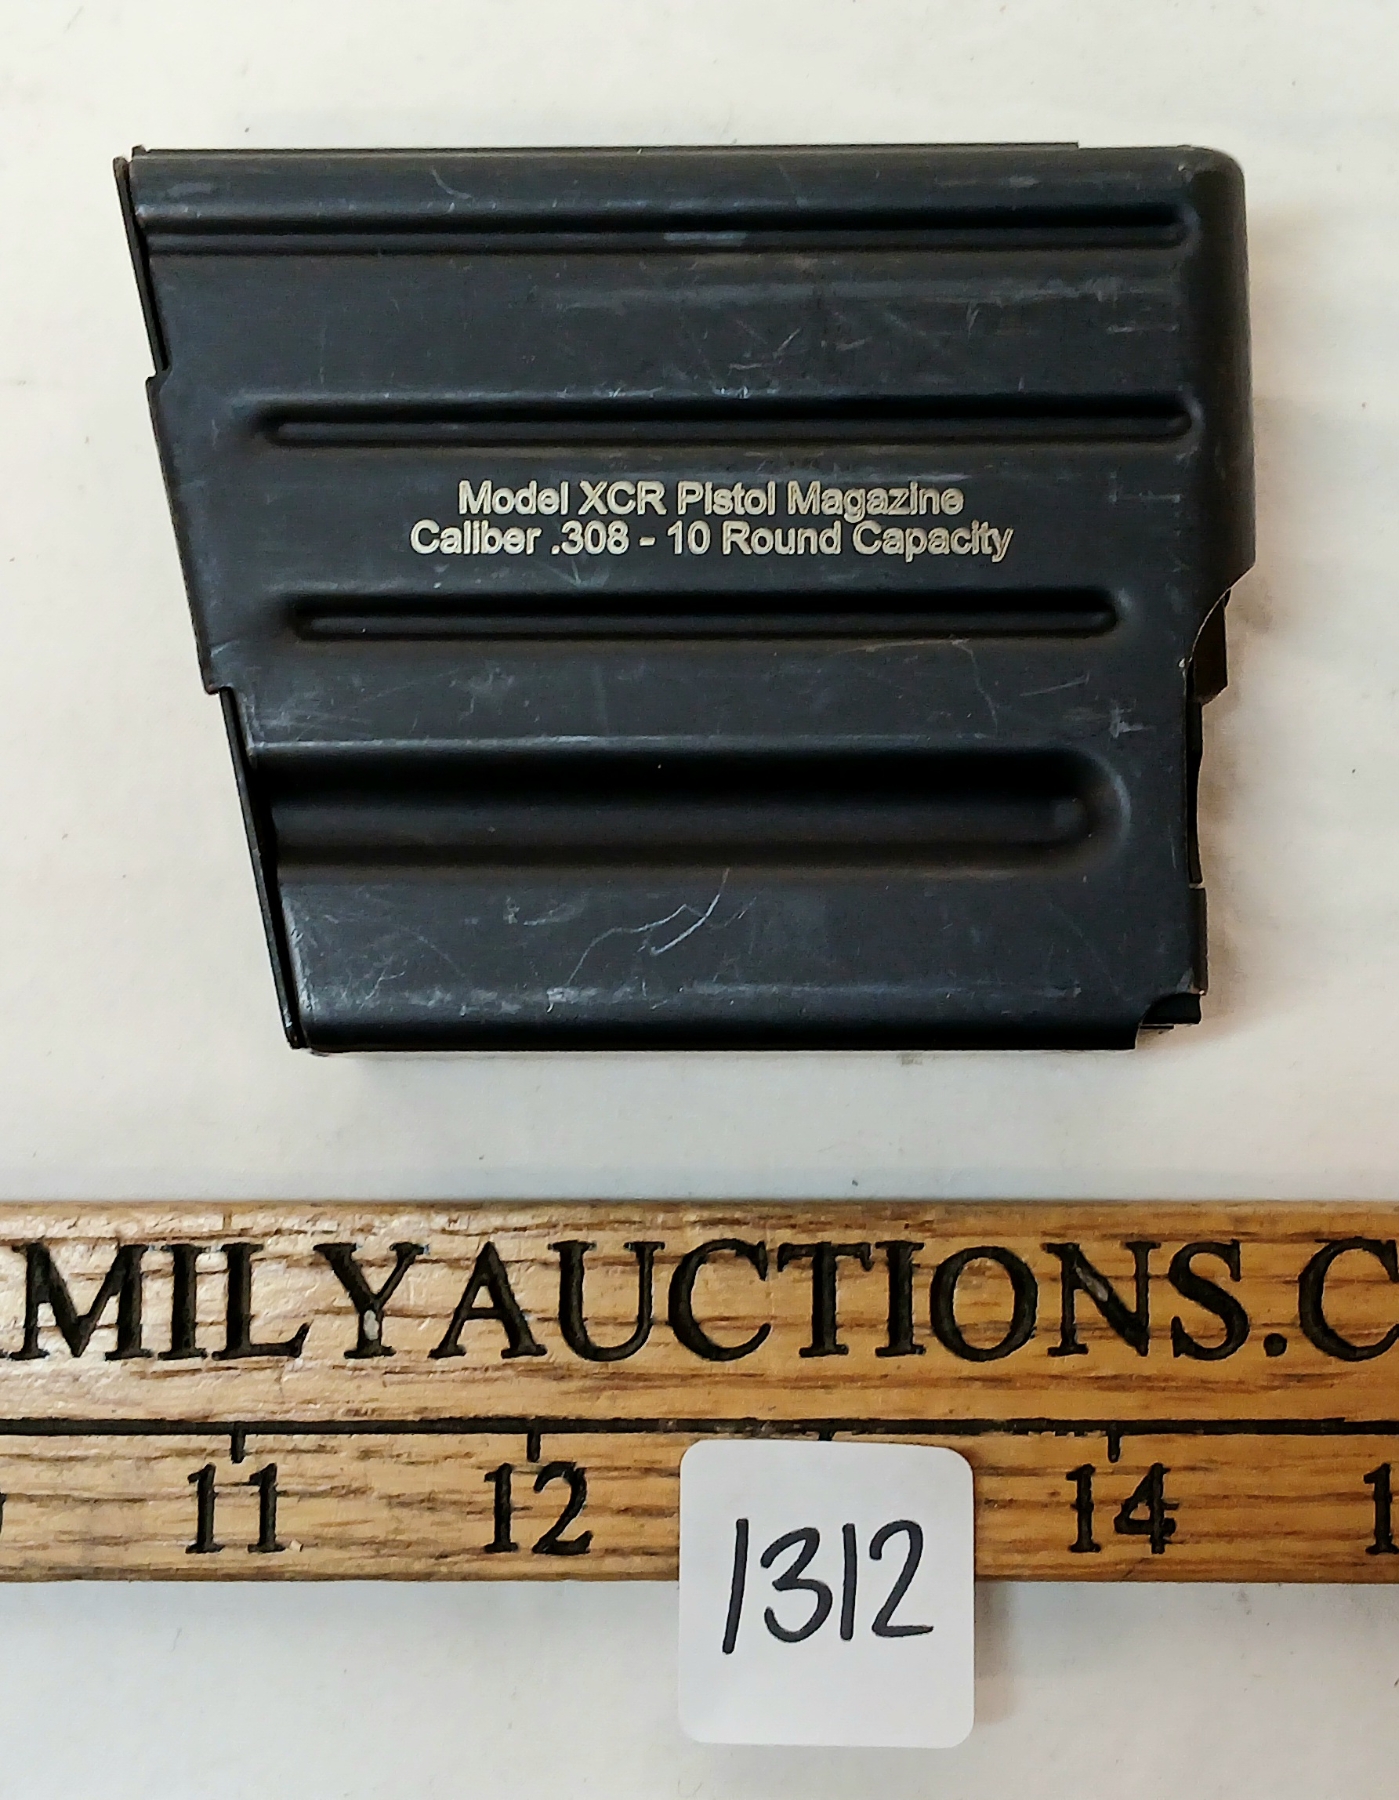 Model XCR Pistol Magazine
Caliber .308 - 10 Round Capacity
MILYAUCTIONS.C
11 12 14
1312